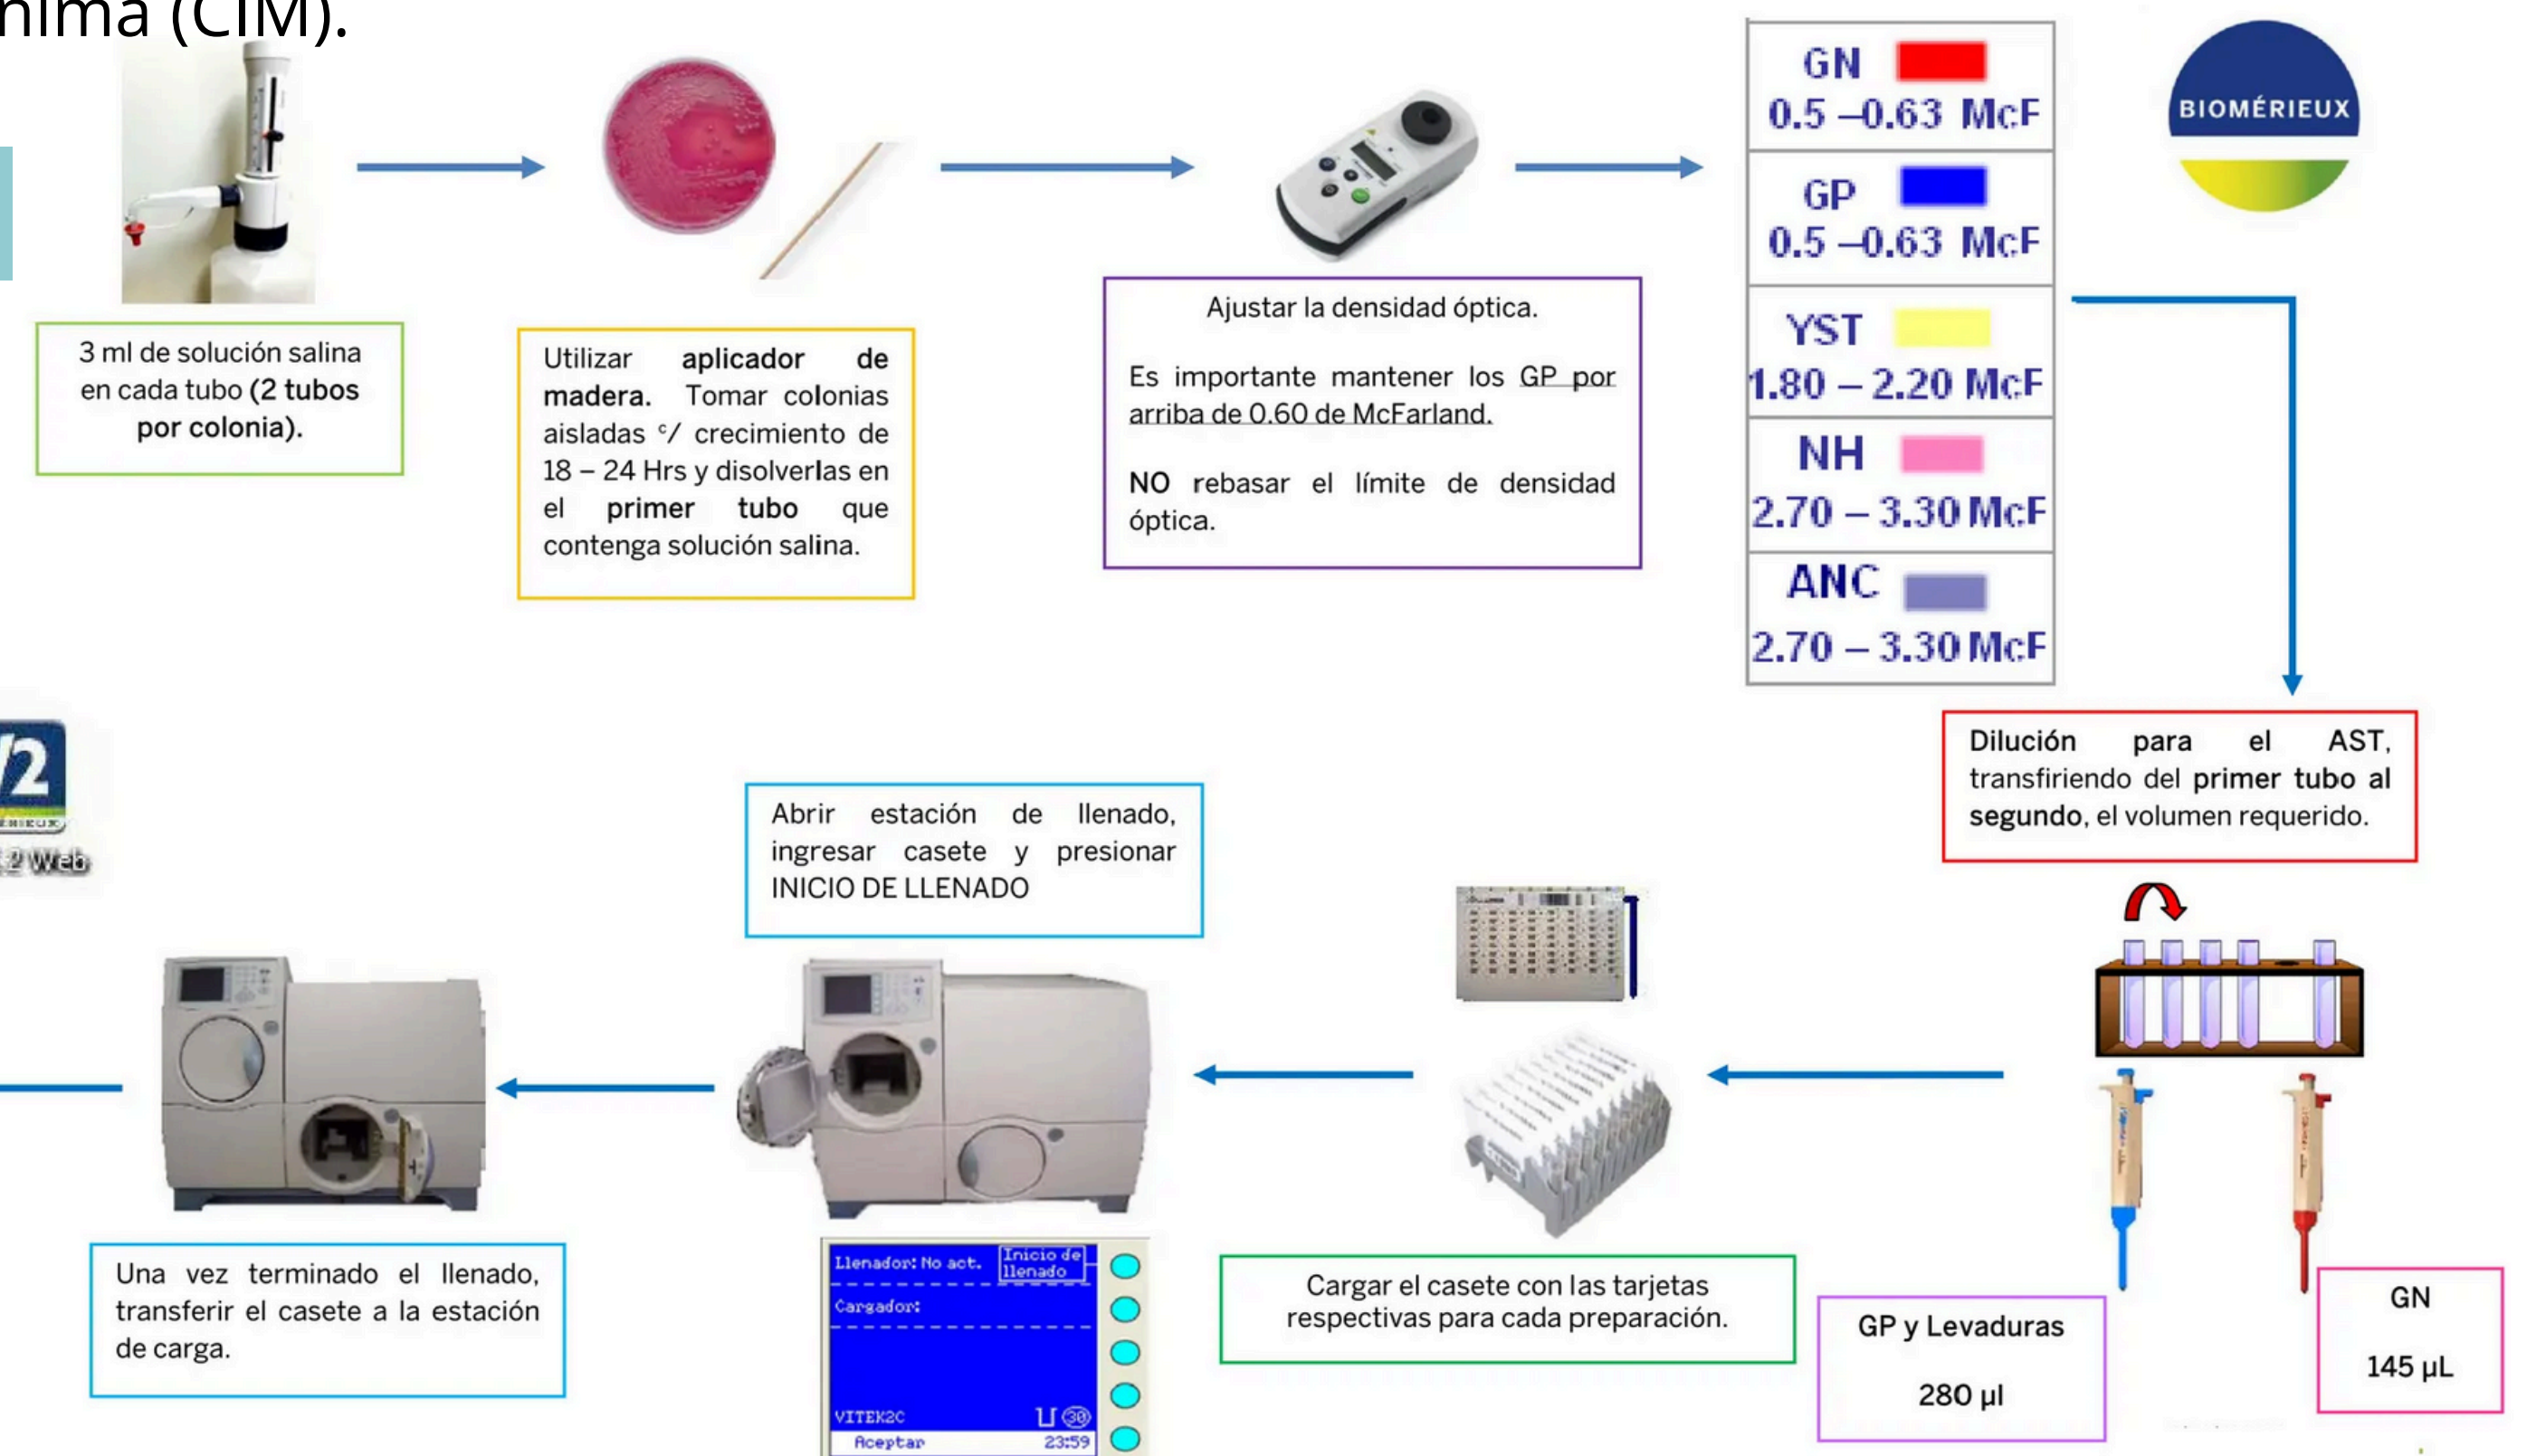 nima (CIM).
GN
0.5 –0.63 McF
GP
0.5 –0.63 McF
YST
1.80 – 2.20 McF
NH
2.70 – 3.30 McF
ANC
2.70 – 3.30 McF
BIOMÉRIEUX
3 ml de solución salina
en cada tubo (2 tubos
por colonia).
Utilizar aplicador de
madera. Tomar colonias
aisladas c/ crecimiento de
18 – 24 Hrs y disolverlas en
el primer tubo que
contenga solución salina.
Ajustar la densidad óptica.
Es importante mantener los GP por
arriba de 0.60 de McFarland.
NO rebasar el límite de densidad
óptica.
Dilución para el AST,
transfiriendo del primer tubo al
segundo, el volumen requerido.
GP y Levaduras
280 µl
GN
145 µL
Cargar el casete con las tarjetas
respectivas para cada preparación.
Abrir estación de llenado,
ingresar casete y presionar
INICIO DE LLENADO
Llenador: No act.
Inicio de
llenado
Cargador:
VITEK2C
30
Aceptar 23:59
Una vez terminado el llenado,
transferir el casete a la estación
de carga.
/2
2 Web